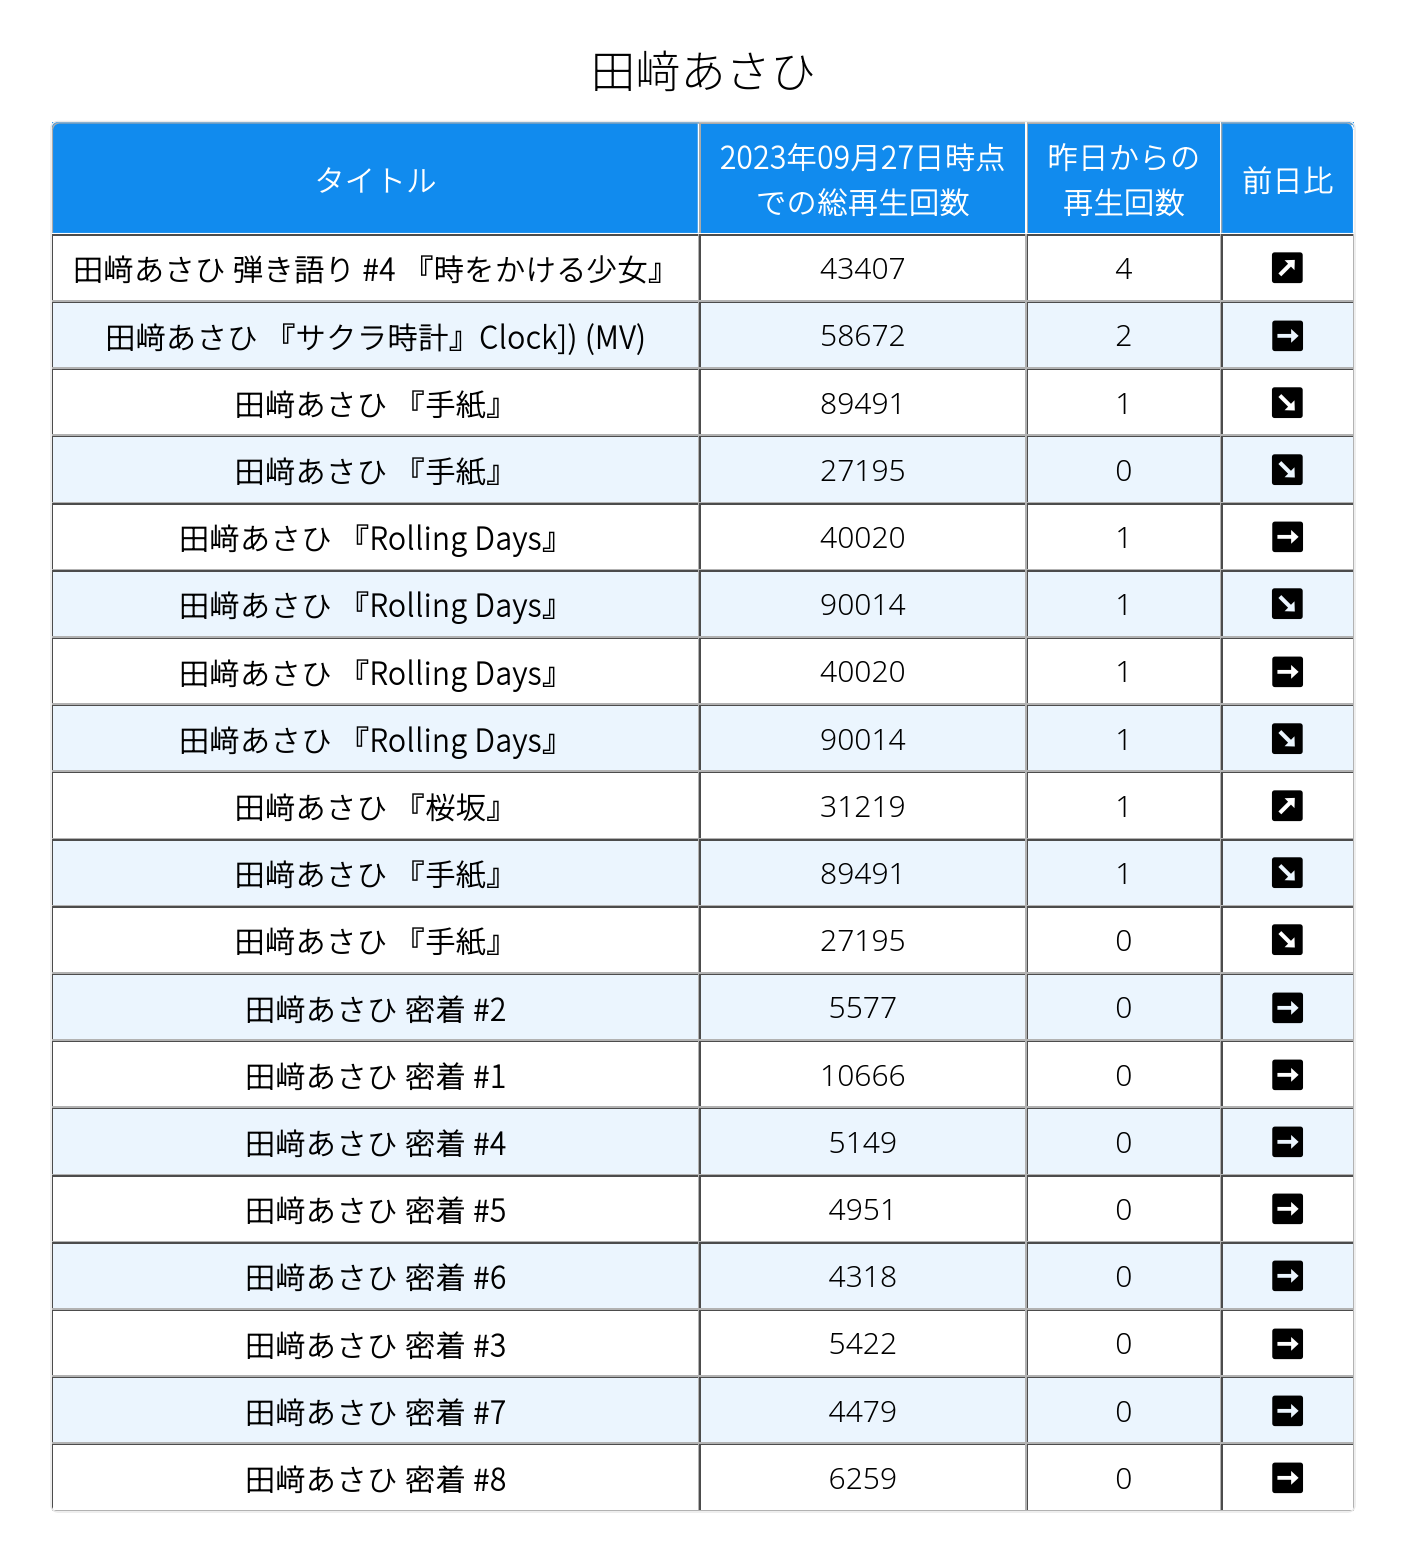 田﨑あさひ
タイトル 2023年09月27日時点での総再生回数 昨日からの再生回数 前日比
田﨑あさひ 弾き語り #4 『時をかける少女』 43407 4 ↗
田﨑あさひ 『サクラ時計』Clock]) (MV) 58672 2 →
田﨑あさひ 『手紙』 89491 1 ↘
田﨑あさひ 『手紙』 27195 0 ↘
田﨑あさひ 『Rolling Days』 40020 1 →
田﨑あさひ 『Rolling Days』 90014 1 ↘
田﨑あさひ 『Rolling Days』 40020 1 →
田﨑あさひ 『Rolling Days』 90014 1 ↘
田﨑あさひ 『桜坂』 31219 1 ↗
田﨑あさひ 『手紙』 89491 1 ↘
田﨑あさひ 『手紙』 27195 0 ↘
田﨑あさひ 密着 #2 5577 0 →
田﨑あさひ 密着 #1 10666 0 →
田﨑あさひ 密着 #4 5149 0 →
田﨑あさひ 密着 #5 4951 0 →
田﨑あさひ 密着 #6 4318 0 →
田﨑あさひ 密着 #3 5422 0 →
田﨑あさひ 密着 #7 4479 0 →
田﨑あさひ 密着 #8 6259 0 →